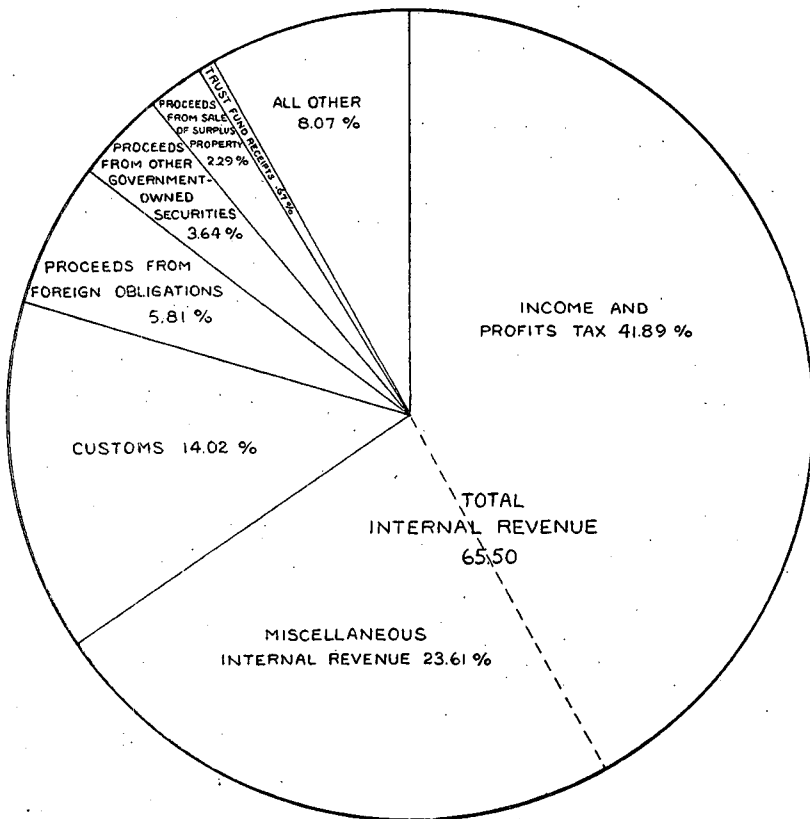 TRUST FUND RECEIPTS .67%
ALL OTHER
8.07 %
PROCEEDS
FROM SALE
OF SURPLUS
PROPERTY
2.29 %
PROCEEDS
FROM OTHER
GOVERNMENT-
OWNED
SECURITIES
3.64 %
PROCEEDS FROM
FOREIGN OBLIGATIONS
5.81 %
INCOME AND
PROFITS TAX 41.89 %
CUSTOMS 14.02 %
TOTAL
INTERNAL REVENUE
65.50
MISCELLANEOUS
INTERNAL REVENUE 23.61 %